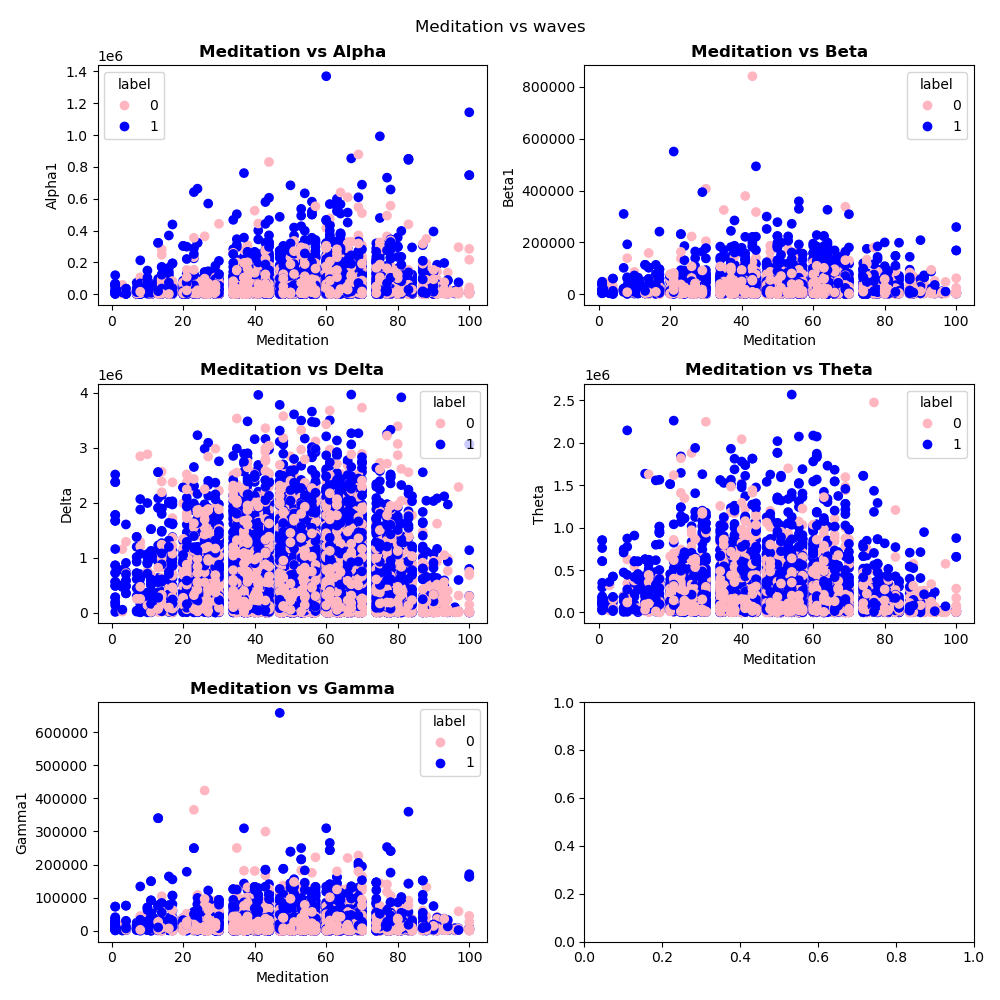 Meditation vs waves
Meditation vs Alpha
1e6
1.4
1.2
1.0
0.8
0.6
0.4
0.2
0.0
Alpha1
label
0
1
0 20 40 60 80 100
Meditation
Meditation vs Beta
800000
600000
400000
200000
0
Beta1
label
0
1
0 20 40 60 80 100
Meditation
Meditation vs Delta
1e6
4
3
2
1
0
Delta
label
0
1
0 20 40 60 80 100
Meditation
Meditation vs Theta
1e6
2.5
2.0
1.5
1.0
0.5
0.0
Theta
label
0
1
0 20 40 60 80 100
Meditation
Meditation vs Gamma
600000
500000
400000
300000
200000
100000
0
Gamma1
label
0
1
0 20 40 60 80 100
Meditation
1.0
0.8
0.6
0.4
0.2
0.0
0.0 0.2 0.4 0.6 0.8 1.0